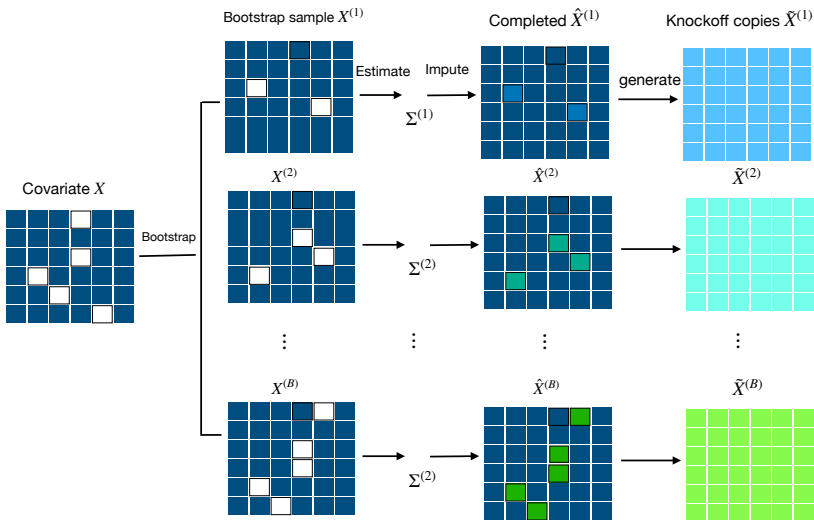 Bootstrap sample X^(1)
Completed X̂^(1)
Knockoff copies X̃^(1)
Estimate
Impute
generate
Σ^(1)
Covariate X
Bootstrap
X^(2)
X̂^(2)
X̃^(2)
Σ^(2)
⋮ ⋮ ⋮ ⋮
X^(B)
X̂^(B)
X̃^(B)
Σ^(2)